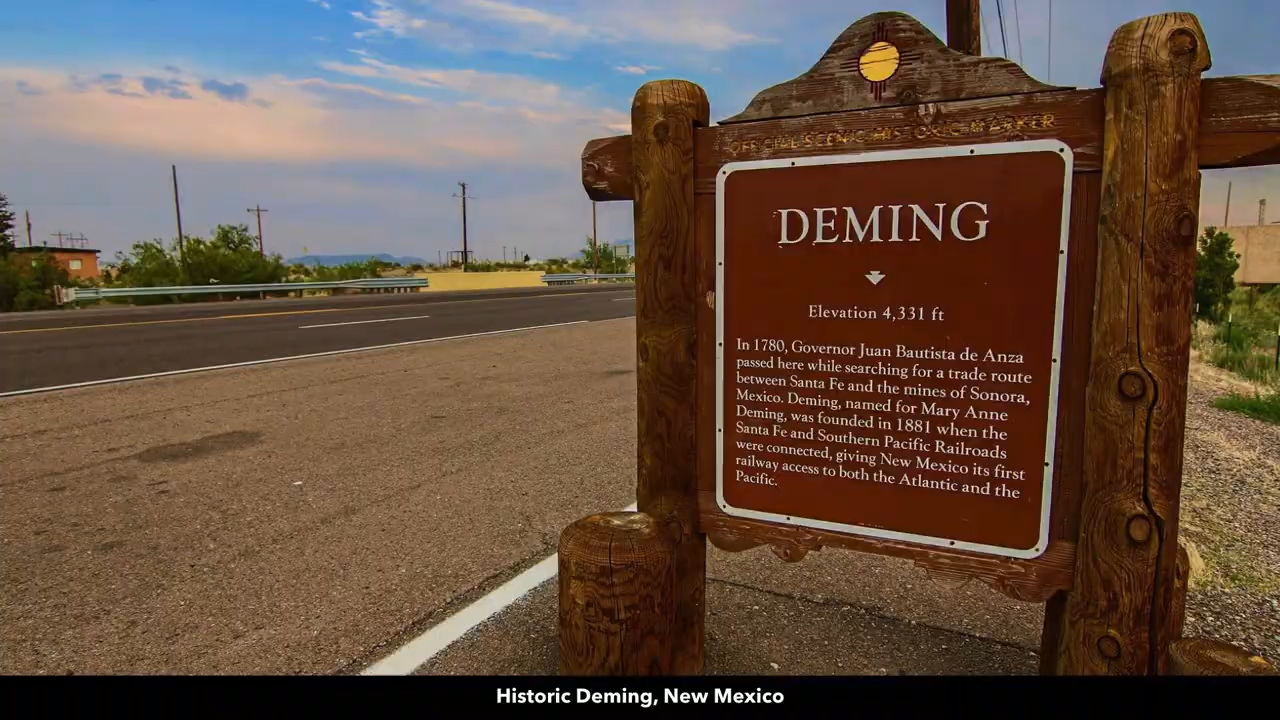 OFFICIAL SCENIC HISTORIC MARKER
DEMING
Elevation 4,331 ft
In 1780, Governor Juan Bautista de Anza
passed here while searching for a trade route
between Santa Fe and the mines of Sonora,
Mexico. Deming, named for Mary Anne
Deming, was founded in 1881 when the
Santa Fe and Southern Pacific Railroads
were connected, giving New Mexico its first
railway access to both the Atlantic and the
Pacific.
Historic Deming, New Mexico